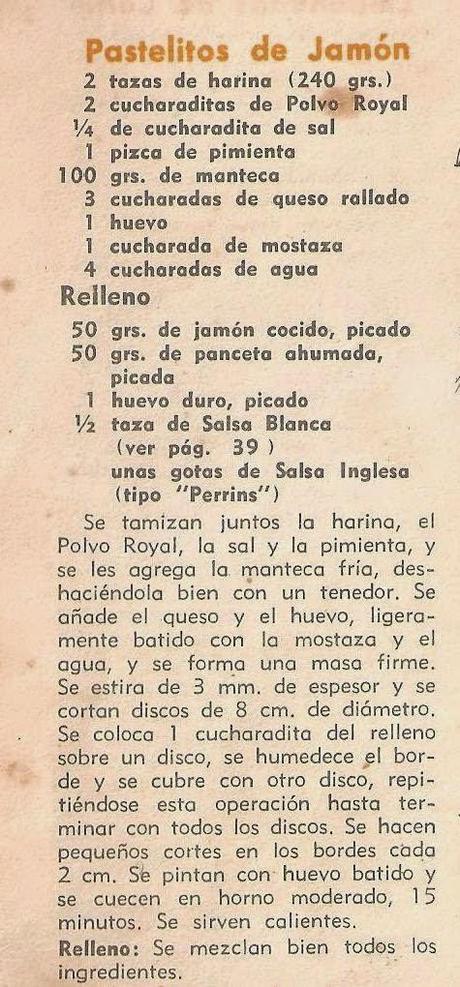 Pastelitos de Jamón
2 tazas de harina (240 grs.)
2 cucharaditas de Polvo Royal
¼ de cucharadita de sal
1 pizca de pimienta
100 grs. de manteca
3 cucharadas de queso rallado
1 huevo
1 cucharada de mostaza
4 cucharadas de agua
Relleno
50 grs. de jamón cocido, picado
50 grs. de panceta ahumada,
picada
1 huevo duro, picado
½ taza de Salsa Blanca
(ver pág. 39 )
unas gotas de Salsa Inglesa
(tipo "Perrins")
Se tamizan juntos la harina, el
Polvo Royal, la sal y la pimienta, y
se les agrega la manteca fría, des-
haciéndola bien con un tenedor. Se
añade el queso y el huevo, ligera-
mente batido con la mostaza y el
agua, y se forma una masa firme.
Se estira de 3 mm. de espesor y se
cortan discos de 8 cm. de diámetro.
Se coloca 1 cucharadita del relleno
sobre un disco, se humedece el bor-
de y se cubre con otro disco, repi-
tiéndose esta operación hasta ter-
minar con todos los discos. Se hacen
pequeños cortes en los bordes cada
2 cm. Se pintan con huevo batido y
se cuecen en horno moderado, 15
minutos. Se sirven calientes.
Relleno: Se mezclan bien todos los
ingredientes.